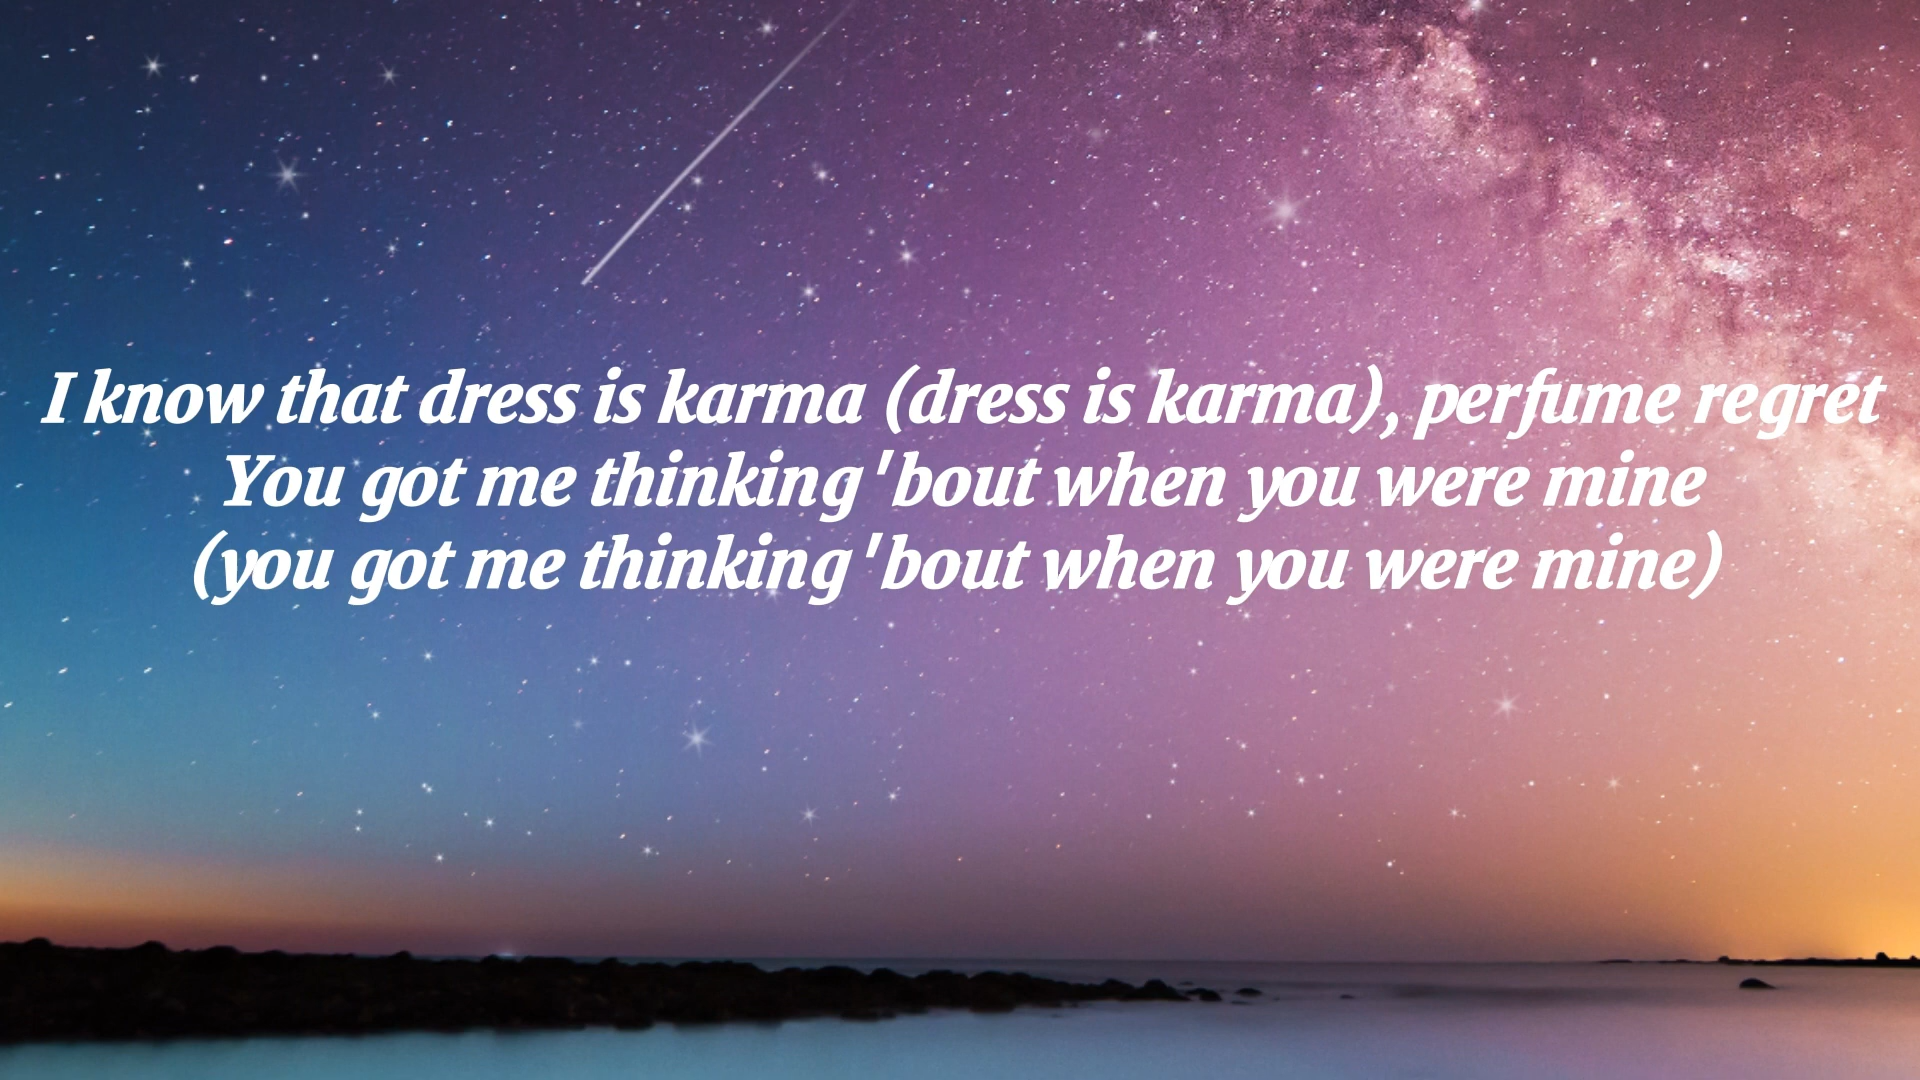 I know that dress is karma (dress is karma), perfume regret
You got me thinking 'bout when you were mine
(you got me thinking 'bout when you were mine)